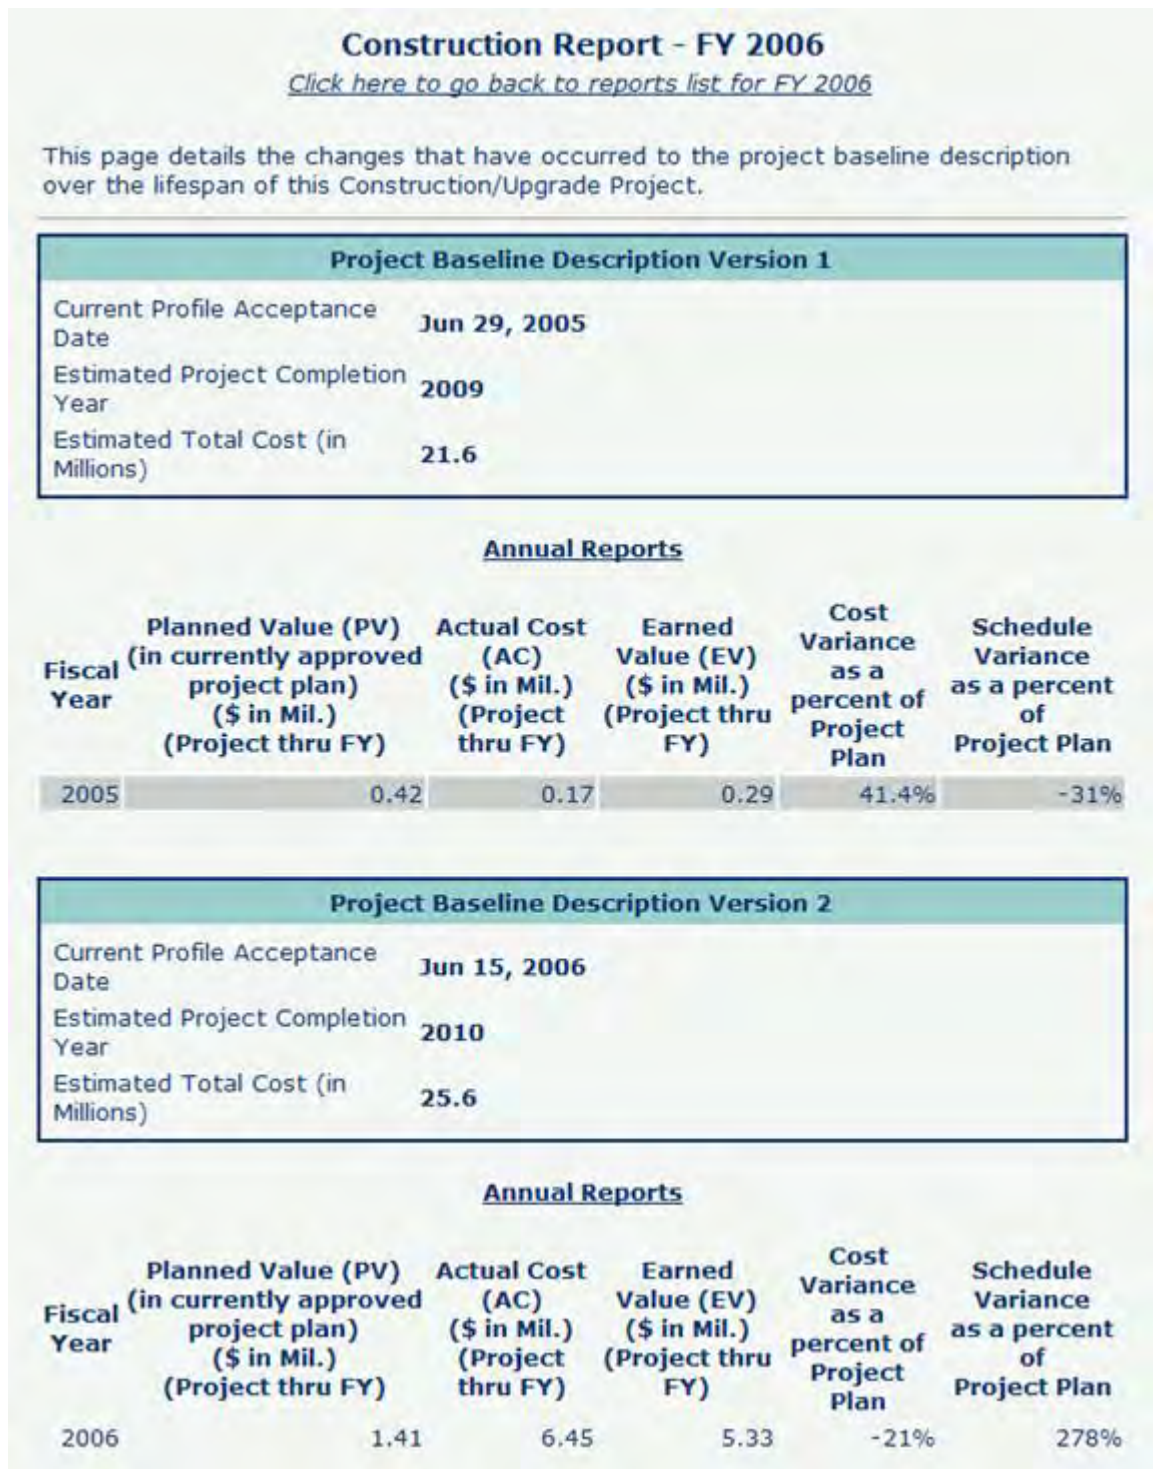 Construction Report - FY 2006
Click here to go back to reports list for FY 2006
This page details the changes that have occurred to the project baseline description
over the lifespan of this Construction/Upgrade Project.
Project Baseline Description Version 1
Current Profile Acceptance
Date
Jun 29, 2005
Estimated Project Completion
Year
2009
Estimated Total Cost (in
Millions)
21.6
Annual Reports
Fiscal
Year
Planned Value (PV)
(in currently approved
project plan)
($ in Mil.)
(Project thru FY)
Actual Cost
(AC)
($ in Mil.)
(Project
thru FY)
Earned
Value (EV)
($ in Mil.)
(Project thru
FY)
Cost
Variance
as a
percent of
Project
Plan
Schedule
Variance
as a percent
of
Project Plan
2005 0.42 0.17 0.29 41.4% -31%
Project Baseline Description Version 2
Current Profile Acceptance
Date
Jun 15, 2006
Estimated Project Completion
Year
2010
Estimated Total Cost (in
Millions)
25.6
Annual Reports
Fiscal
Year
Planned Value (PV)
(in currently approved
project plan)
($ in Mil.)
(Project thru FY)
Actual Cost
(AC)
($ in Mil.)
(Project
thru FY)
Earned
Value (EV)
($ in Mil.)
(Project thru
FY)
Cost
Variance
as a
percent of
Project
Plan
Schedule
Variance
as a percent
of
Project Plan
2006 1.41 6.45 5.33 -21% 278%